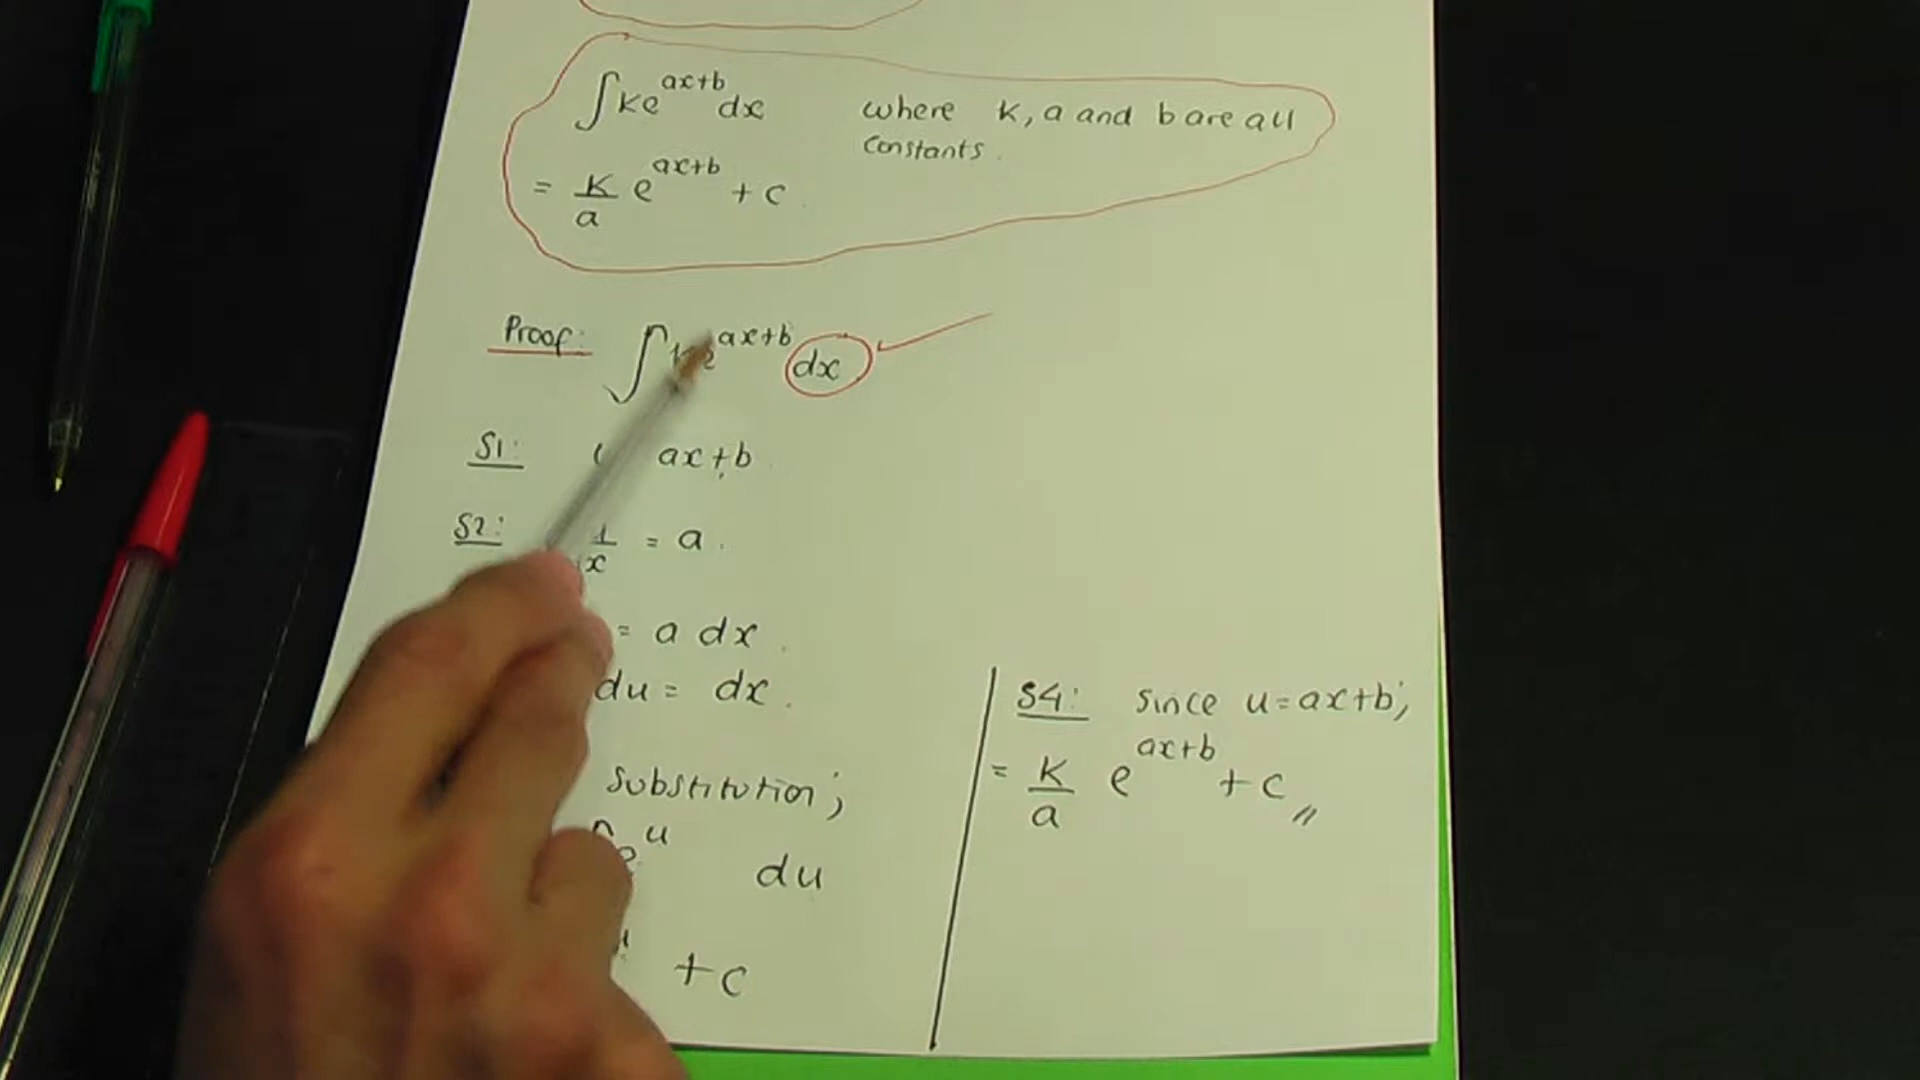 ∫ke^{ax+b} dx where k, a and b are all
constants.
= k/a e^{ax+b} + c.
Proof: ∫ e^{ax+b} dx
S1: ax+b
S2: = a.
= a dx.
du = dx.
substitution;
e^u du
+c
S4: since u=ax+b;
= k/a e^{ax+b} + c //